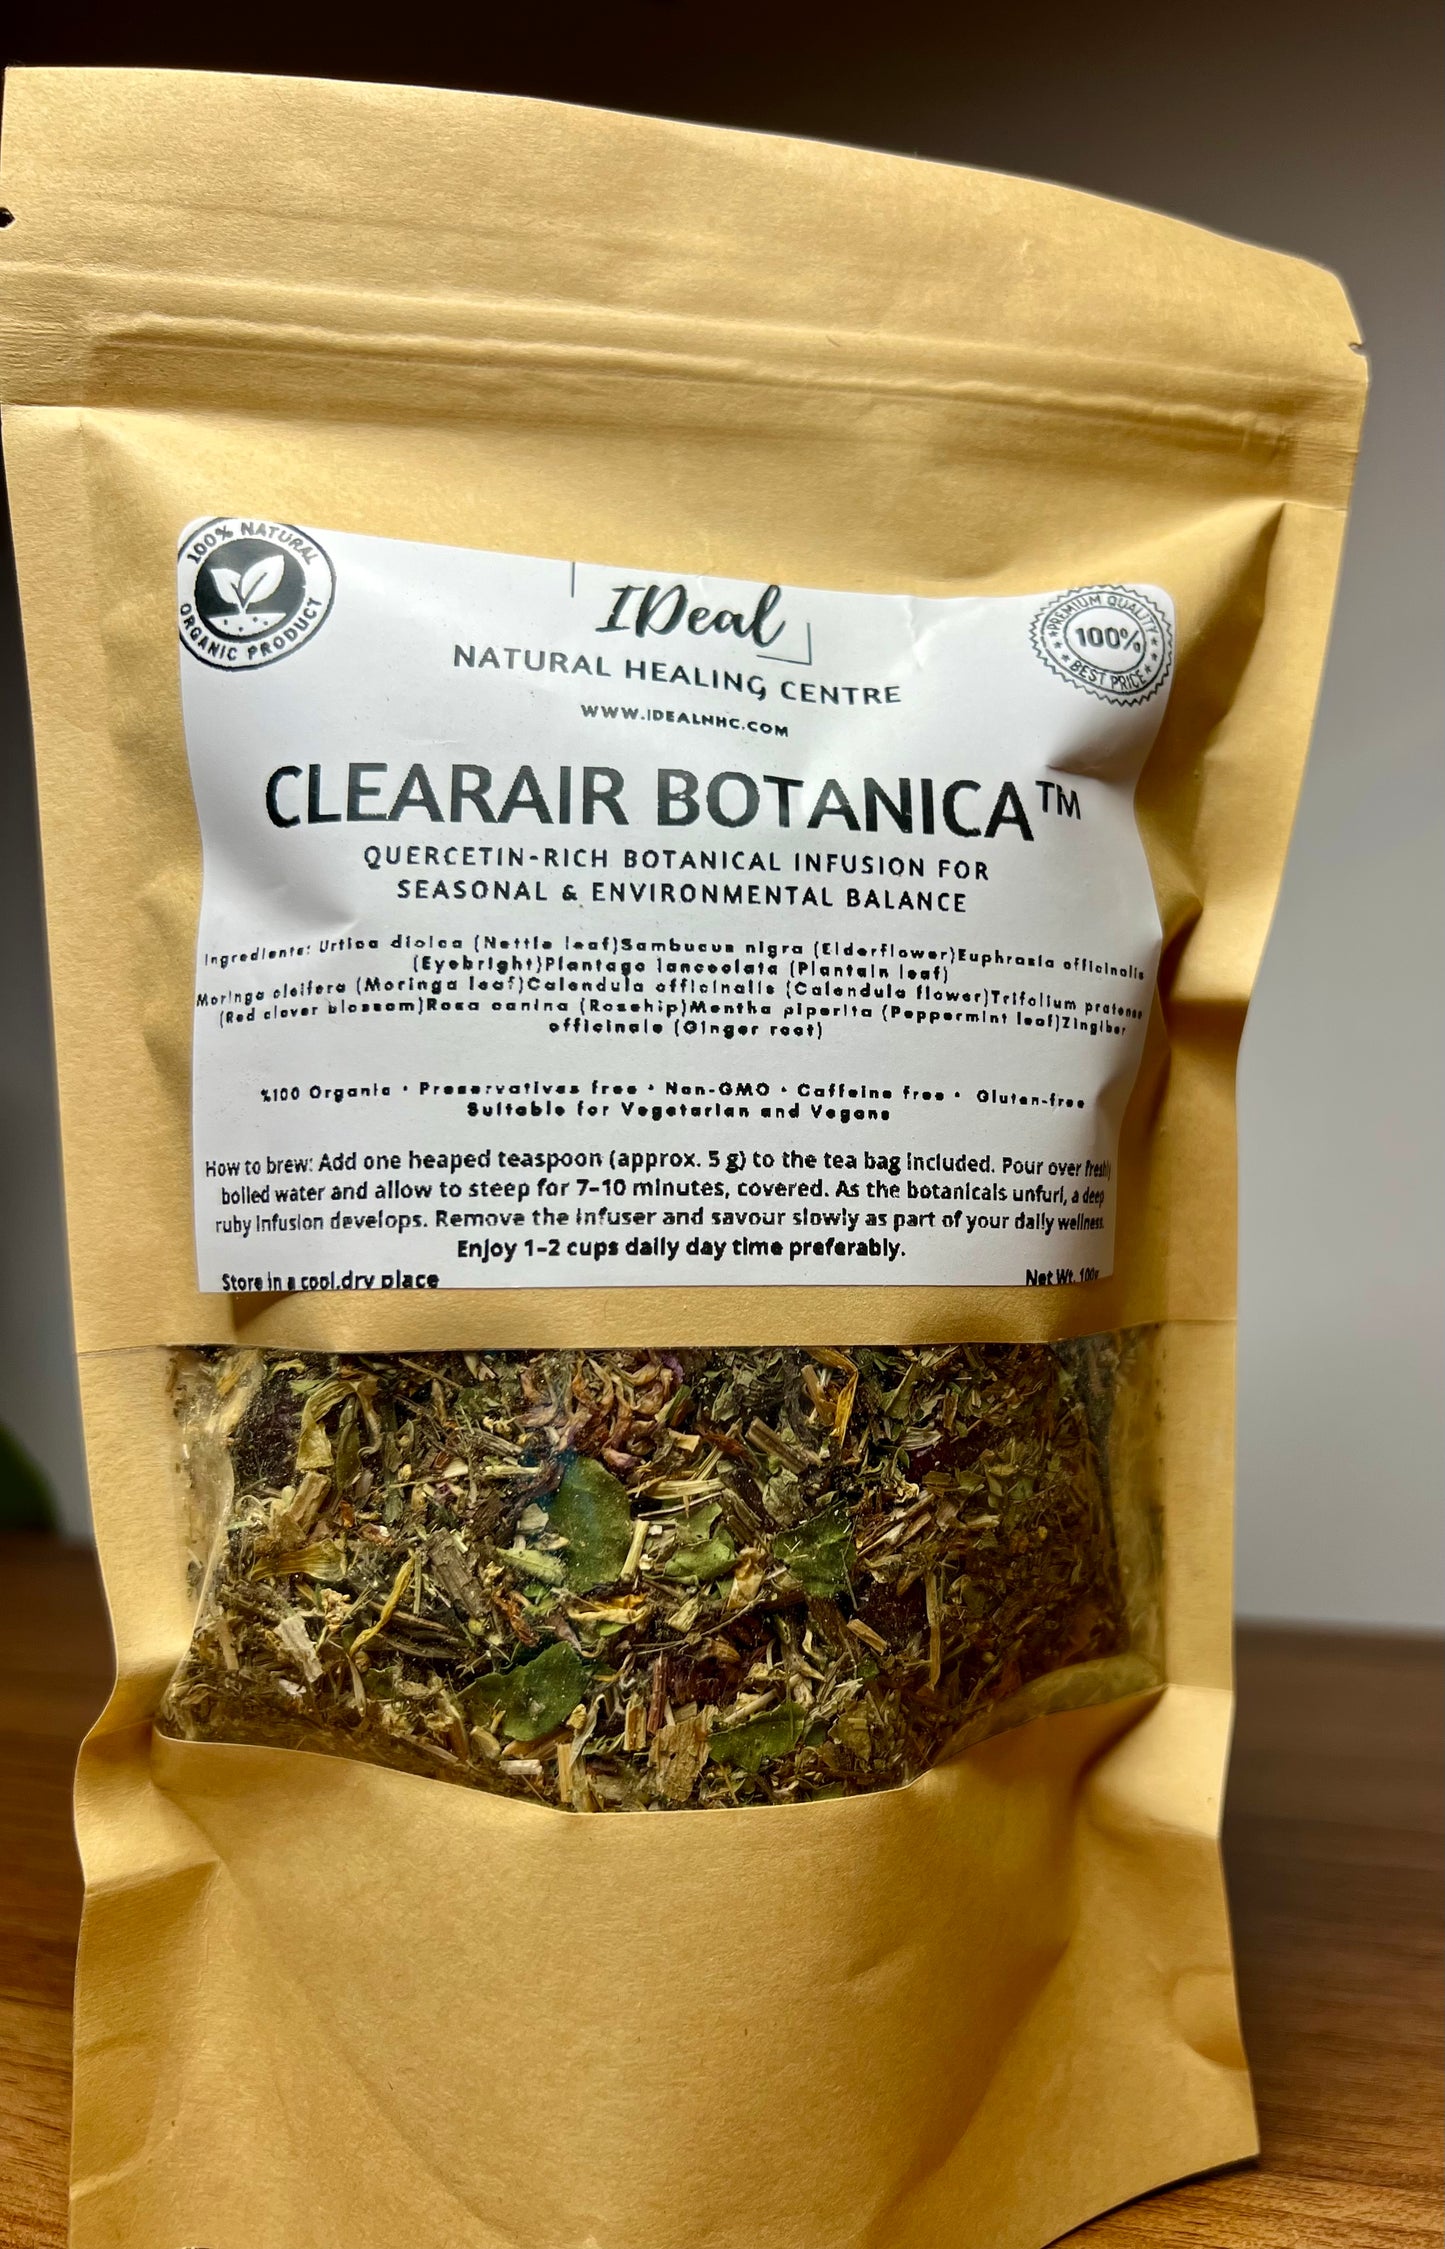 100% NATURAL
ORGANIC PRODUCT
IDeal
NATURAL HEALING CENTRE
WWW.IDEALNHC.COM
PREMIUM QUALITY
100%
BEST PRICE
CLEARAIR BOTANICA™
QUERCETIN-RICH BOTANICAL INFUSION FOR
SEASONAL & ENVIRONMENTAL BALANCE
Ingredients: Urtica dioica (Nettle leaf)Sambucus nigra (Elderflower)Euphrasia officinalis
(Eyebright)Plantago lanceolata (Plantain leaf)
Moringa oleifera (Moringa leaf)Calendula officinalis (Calendula flower)Trifolium pratense
(Red clover blossom)Rosa canina (Rosehip)Mentha piperita (Peppermint leaf)Zingiber
officinale (Ginger root)
%100 Organic • Preservatives free • Non-GMO • Caffeine free • Gluten-free
Suitable for Vegetarian and Vegans
How to brew: Add one heaped teaspoon (approx. 5 g) to the tea bag included. Pour over freshly
boiled water and allow to steep for 7–10 minutes, covered. As the botanicals unfurl, a deep
ruby infusion develops. Remove the infuser and savour slowly as part of your daily wellness.
Enjoy 1–2 cups daily day time preferably.
Store in a cool,dry place
Net Wt. 100g